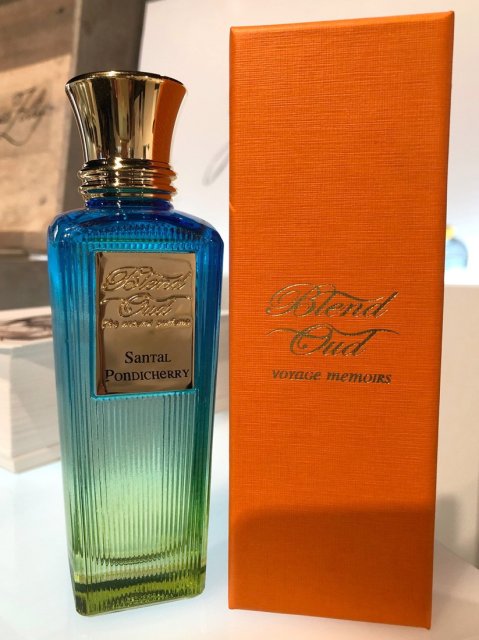 Blend
Oud
SANTAL
PONDICHERRY
Blend
Oud
VOYAGE MEMOIRS